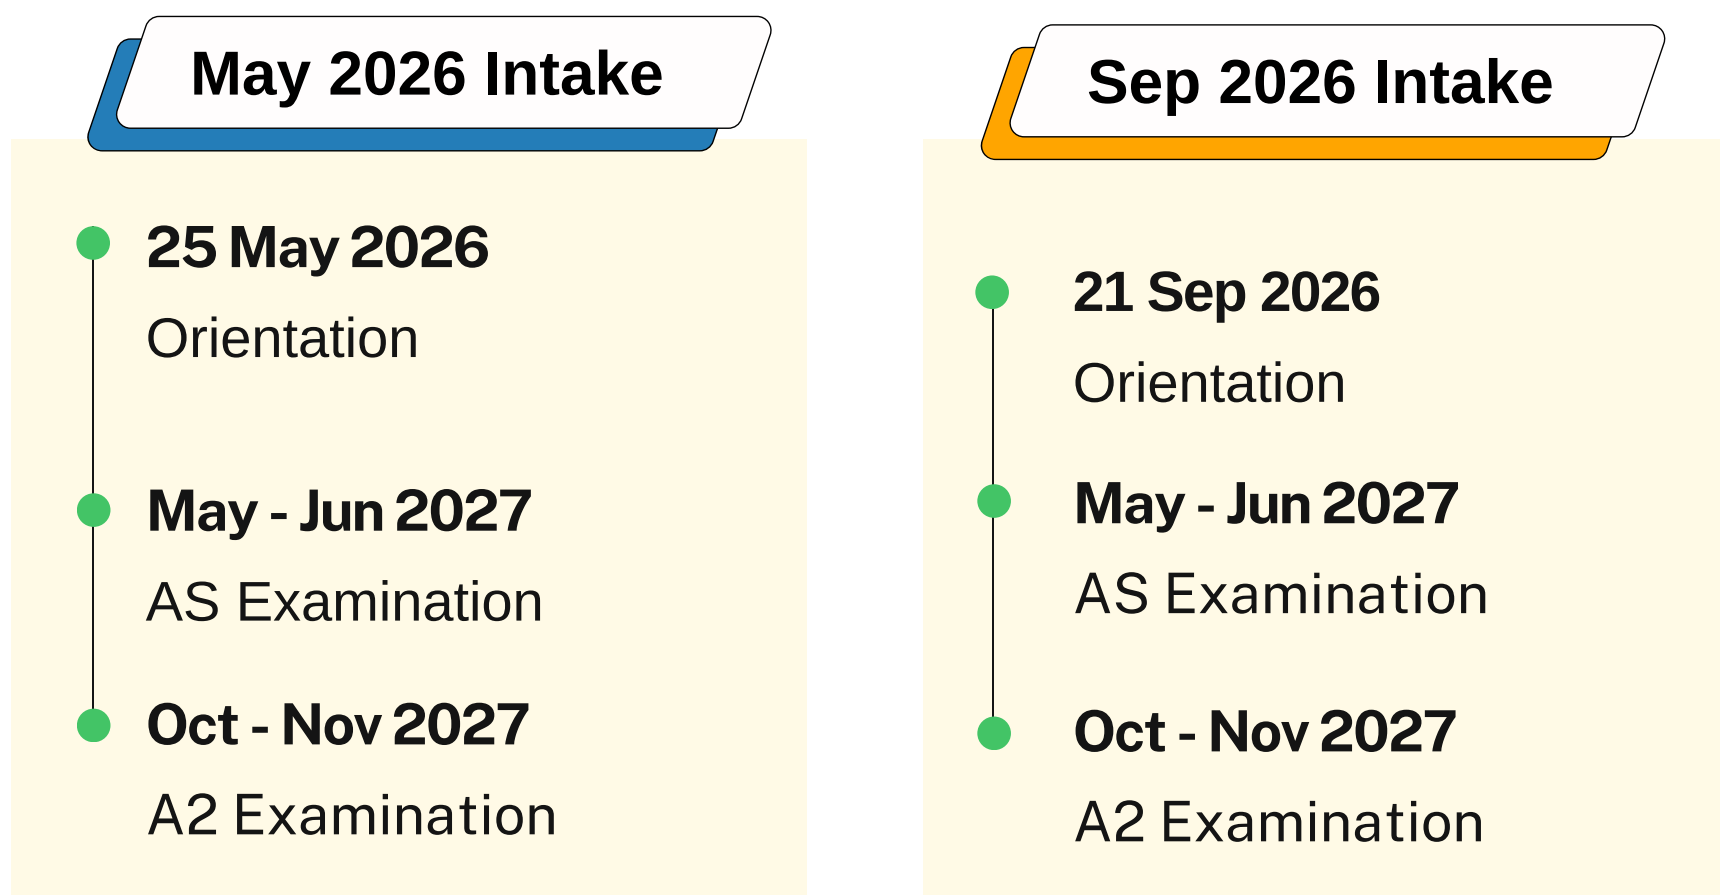 May 2026 Intake
25 May 2026
Orientation
May - Jun 2027
AS Examination
Oct - Nov 2027
A2 Examination
Sep 2026 Intake
21 Sep 2026
Orientation
May - Jun 2027
AS Examination
Oct - Nov 2027
A2 Examination